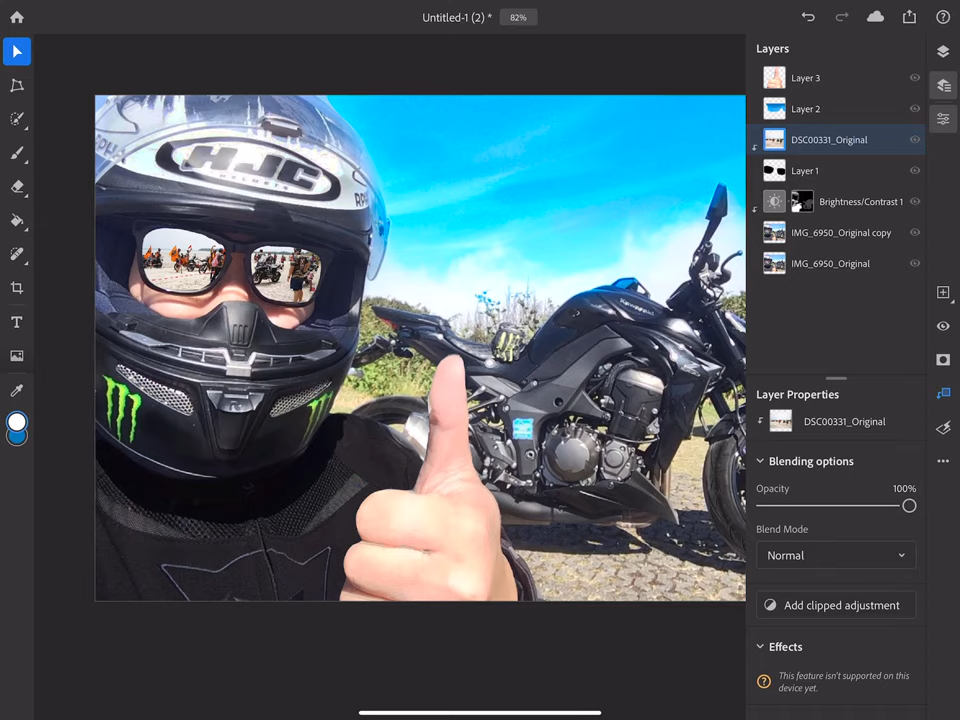 Untitled-1 (2) *
82%
Layers
Layer 3
Layer 2
DSC00331_Original
Layer 1
Brightness/Contrast 1
IMG_6950_Original copy
IMG_6950_Original
HJC
HELMETS
Kawasaki
Layer Properties
DSC00331_Original
Blending options
Opacity
100%
Blend Mode
Normal
Add clipped adjustment
Effects
This feature isn't supported on this
device yet.